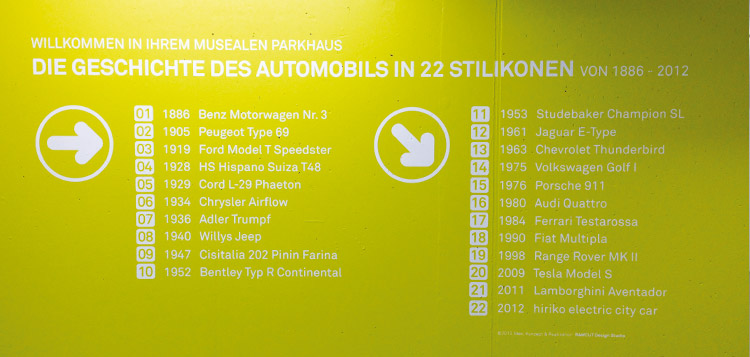 WILLKOMMEN IN IHREM MUSEALEN PARKHAUS
DIE GESCHICHTE DES AUTOMOBILS IN 22 STILIKONEN VON 1886 - 2012
01 1886 Benz Motorwagen Nr. 3
02 1905 Peugeot Type 69
03 1919 Ford Model T Speedster
04 1928 HS Hispano Suiza T48
05 1929 Cord L-29 Phaeton
06 1934 Chrysler Airflow
07 1936 Adler Trumpf
08 1940 Willys Jeep
09 1947 Cisitalia 202 Pinin Farina
10 1952 Bentley Typ R Continental
11 1953 Studebaker Champion SL
12 1961 Jaguar E-Type
13 1963 Chevrolet Thunderbird
14 1975 Volkswagen Golf I
15 1976 Porsche 911
16 1980 Audi Quattro
17 1984 Ferrari Testarossa
18 1990 Fist Multipla
19 1998 Range Rover MK II
20 2009 Tesla Model S
21 2011 Lamborghini Aventador
22 2012 hiriko electric city car